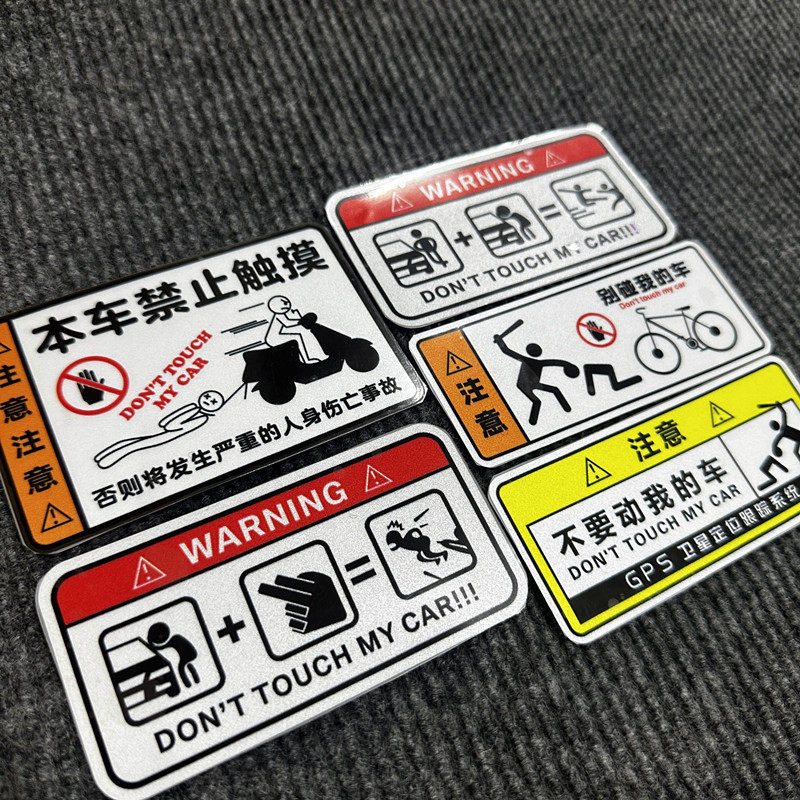 本车禁止触摸
注意注意
DON'T TOUCH
MY CAR
否则将发生严重的人身伤亡事故
WARNING
DON'T TOUCH MY CAR!!!
别碰我的车
Don't touch my car
注意
注意
不要动我的车
DON'T TOUCH MY CAR
GPS 卫星定位跟踪系统
WARNING
DON'T TOUCH MY CAR!!!